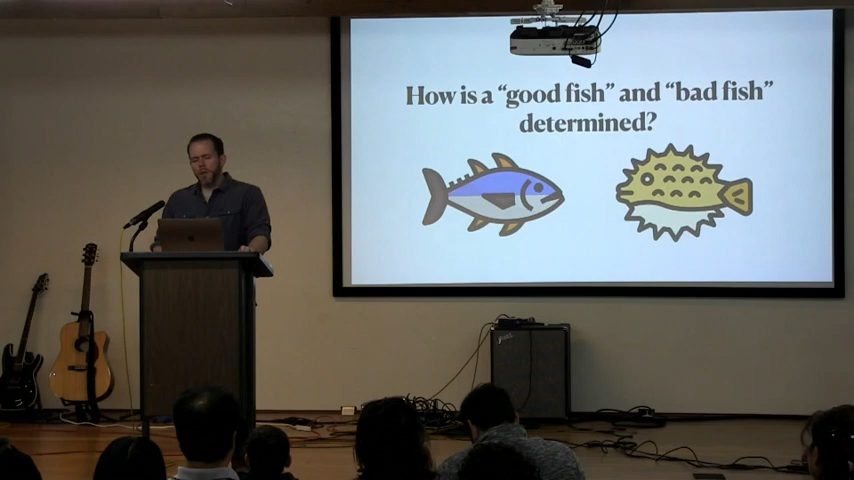 How is a “good fish” and “bad fish”
determined?